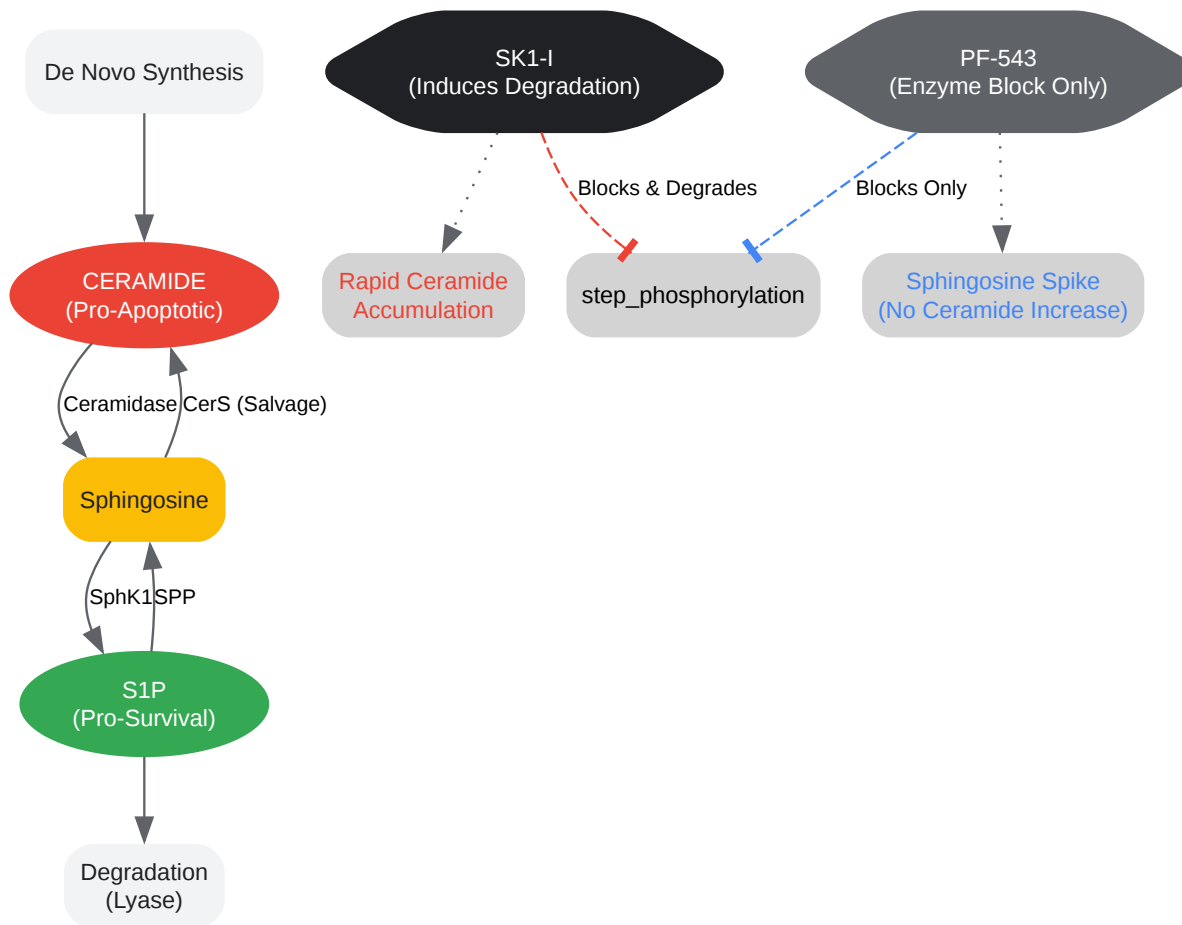 De Novo Synthesis
SK1-I
(Induces Degradation)
PF-543
(Enzyme Block Only)
Blocks & Degrades
Blocks Only
CERAMIDE
(Pro-Apoptotic)
Rapid Ceramide
Accumulation
step_phosphorylation
Sphingosine Spike
(No Ceramide Increase)
Ceramidase
CerS (Salvage)
Sphingosine
SphK1
SPP
S1P
(Pro-Survival)
Degradation
(Lyase)